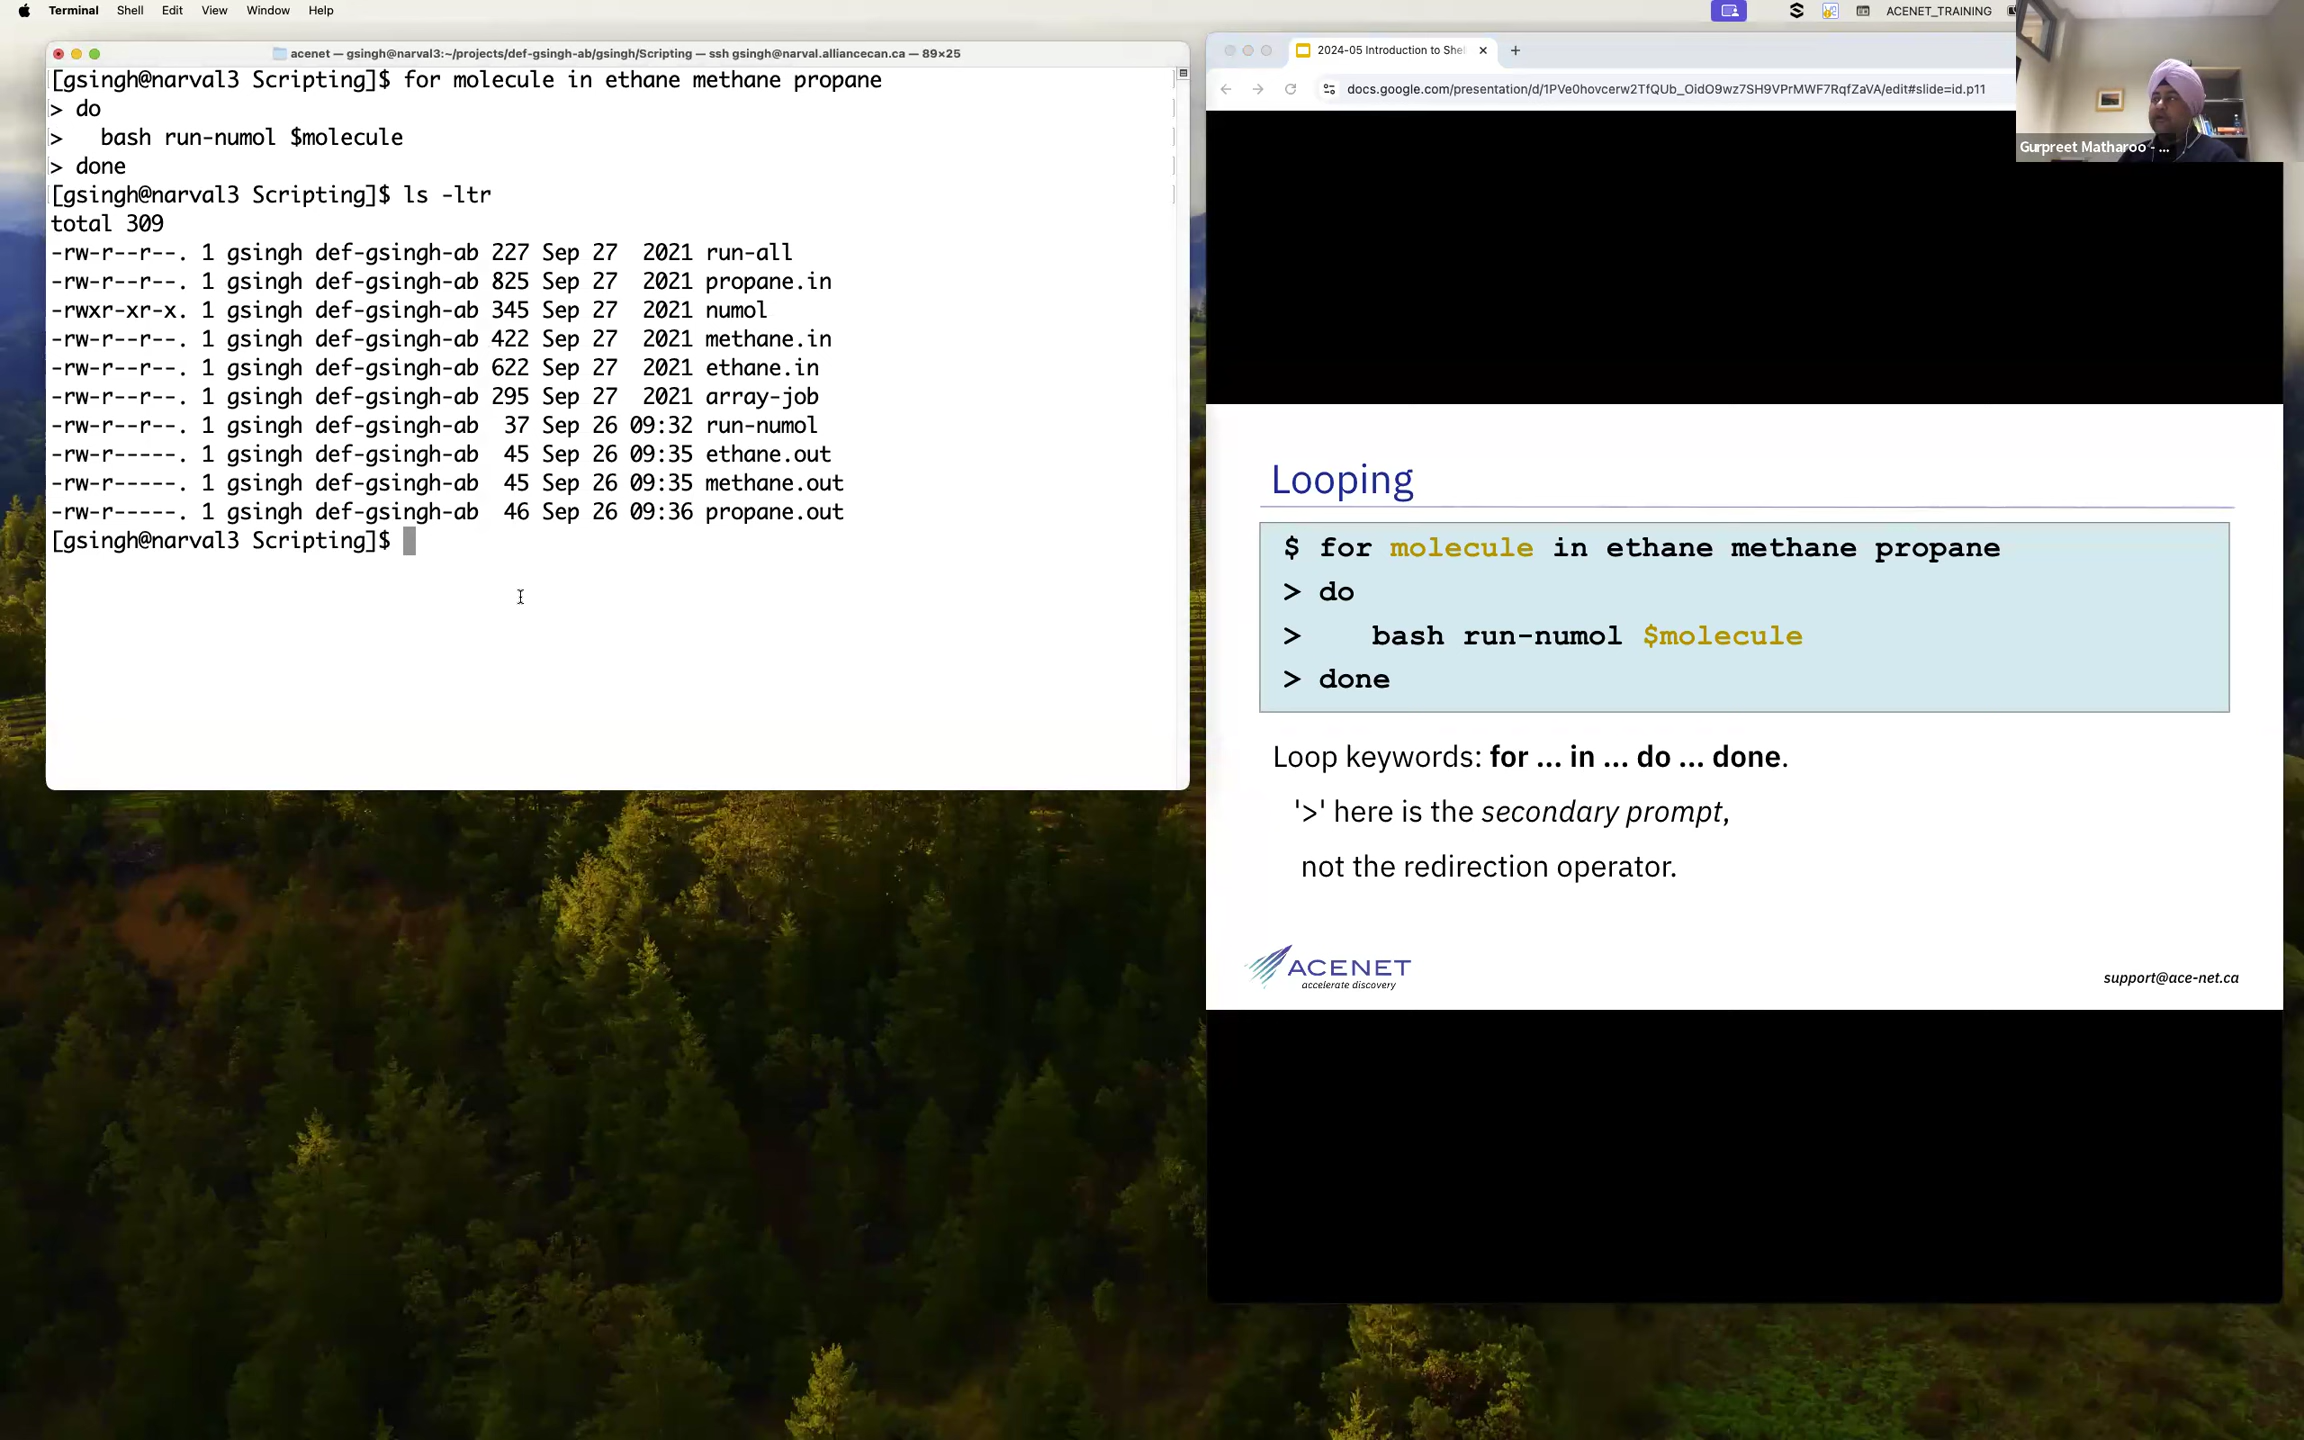 Terminal Shell Edit View Window Help
ACENET_TRAINING
acenet — gsingh@narval3:~/projects/def-gsingh-ab/gsingh/Scripting — ssh gsingh@narval.alliancecan.ca — 89×25
[gsingh@narval3 Scripting]$ for molecule in ethane methane propane
> do
>   bash run-numol $molecule
> done
[gsingh@narval3 Scripting]$ ls -ltr
total 309
-rw-r--r--. 1 gsingh def-gsingh-ab 227 Sep 27  2021 run-all
-rw-r--r--. 1 gsingh def-gsingh-ab 825 Sep 27  2021 propane.in
-rwxr-xr-x. 1 gsingh def-gsingh-ab 345 Sep 27  2021 numol
-rw-r--r--. 1 gsingh def-gsingh-ab 422 Sep 27  2021 methane.in
-rw-r--r--. 1 gsingh def-gsingh-ab 622 Sep 27  2021 ethane.in
-rw-r--r--. 1 gsingh def-gsingh-ab 295 Sep 27  2021 array-job
-rw-r--r--. 1 gsingh def-gsingh-ab  37 Sep 26 09:32 run-numol
-rw-r-----. 1 gsingh def-gsingh-ab  45 Sep 26 09:35 ethane.out
-rw-r-----. 1 gsingh def-gsingh-ab  45 Sep 26 09:35 methane.out
-rw-r-----. 1 gsingh def-gsingh-ab  46 Sep 26 09:36 propane.out
[gsingh@narval3 Scripting]$
2024-05 Introduction to She
docs.google.com/presentation/d/1PVe0hovcerw2TfQUb_OidO9wz7SH9VPrMWF7RqfZaVA/edit#slide=id.p11
Gurpreet Matharoo - ...
Looping
$ for molecule in ethane methane propane
> do
>   bash run-numol $molecule
> done
Loop keywords: for ... in ... do ... done.
'>' here is the secondary prompt,
not the redirection operator.
ACENET
accelerate discovery
support@ace-net.ca